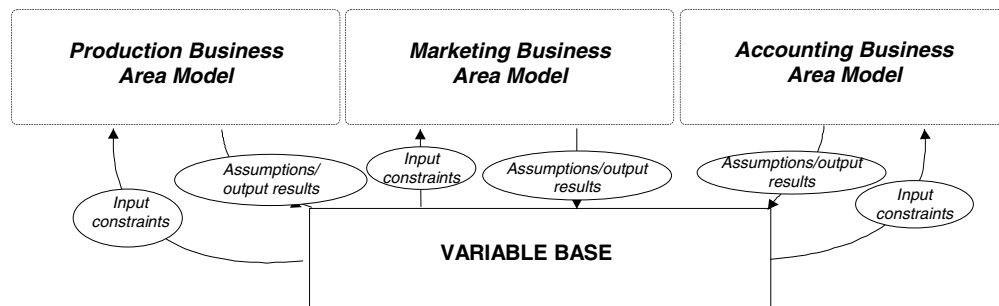 Production Business
Area Model
Marketing Business
Area Model
Accounting Business
Area Model
Assumptions/
output results
Input
constraints
Assumptions/output
results
Assumptions/output
results
Input
constraints
Input
constraints
VARIABLE BASE